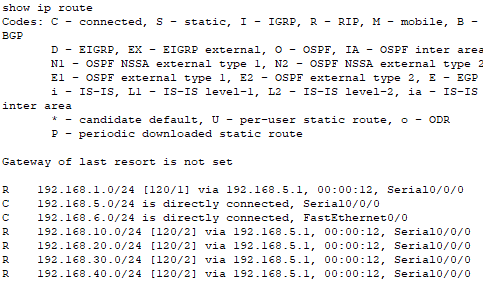 show ip route
Codes: C - connected, S - static, I - IGRP, R - RIP, M - mobile, B -
BGP
D - EIGRP, EX - EIGRP external, O - OSPF, IA - OSPF inter area
N1 - OSPF NSSA external type 1, N2 - OSPF NSSA external type 2
E1 - OSPF external type 1, E2 - OSPF external type 2, E - EGP
i - IS-IS, L1 - IS-IS level-1, L2 - IS-IS level-2, ia - IS-IS
inter area
* - candidate default, U - per-user static route, o - ODR
P - periodic downloaded static route
Gateway of last resort is not set
R 192.168.1.0/24 [120/1] via 192.168.5.1, 00:00:12, Serial0/0/0
C 192.168.5.0/24 is directly connected, Serial0/0/0
C 192.168.6.0/24 is directly connected, FastEthernet0/0
R 192.168.10.0/24 [120/2] via 192.168.5.1, 00:00:12, Serial0/0/0
R 192.168.20.0/24 [120/2] via 192.168.5.1, 00:00:12, Serial0/0/0
R 192.168.30.0/24 [120/2] via 192.168.5.1, 00:00:12, Serial0/0/0
R 192.168.40.0/24 [120/2] via 192.168.5.1, 00:00:12, Serial0/0/0